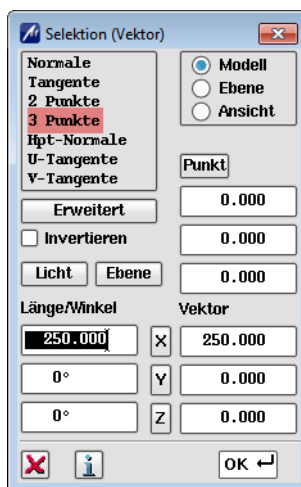 Selektion (Vektor)
Normale
Tangente
2 Punkte
3 Punkte
Hpt-Normale
U-Tangente
V-Tangente
Modell
Ebene
Ansicht
Punkt
Erweitert
0.000
Invertieren
0.000
Licht Ebene
0.000
Länge/Winkel Vektor
250.000 X 250.000
0° Y 0.000
0° Z 0.000
i OK